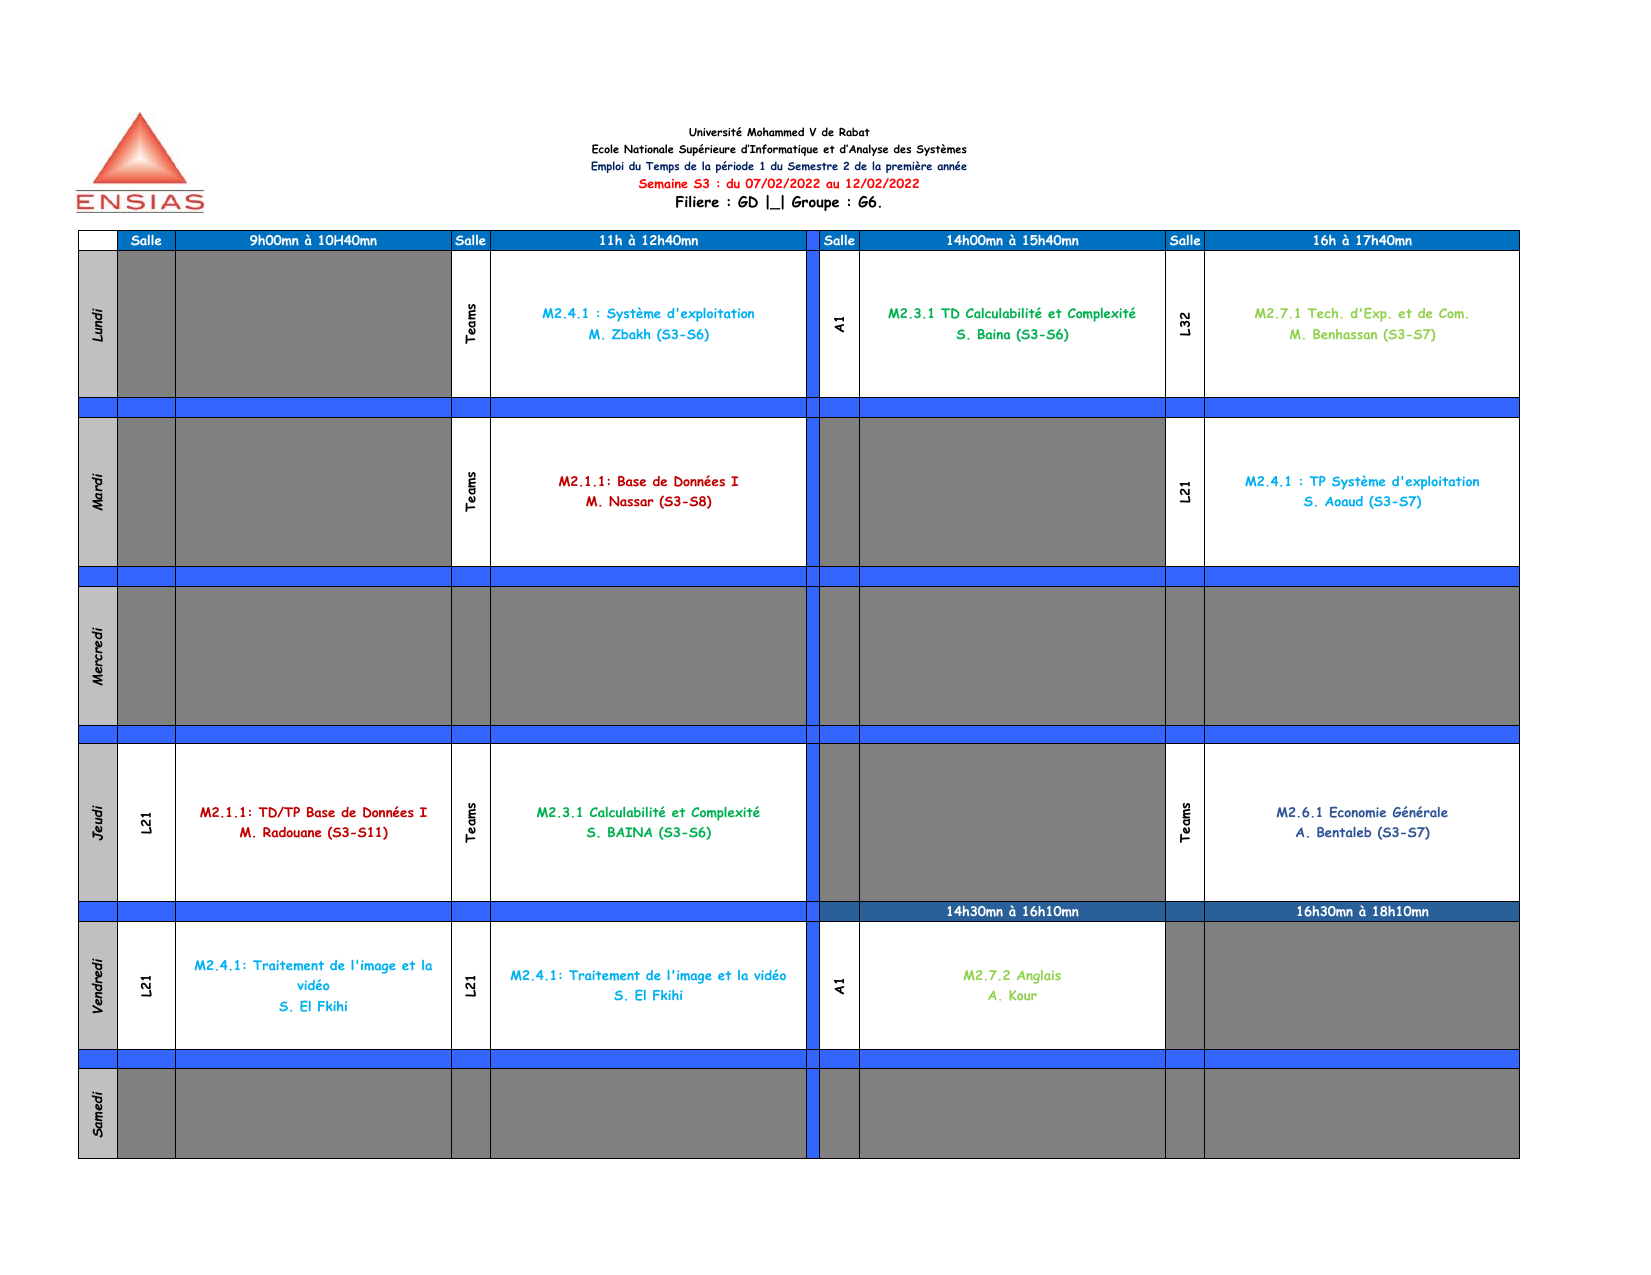 ENSIAS
Université Mohammed V de Rabat
Ecole Nationale Supérieure d’Informatique et d’Analyse des Systèmes
Emploi du Temps de la période 1 du Semestre 2 de la première année
Semaine S3 : du 07/02/2022 au 12/02/2022
Filiere : GD |_| Groupe : G6.
Salle 9h00mn à 10H40mn Salle 11h à 12h40mn Salle 14h00mn à 15h40mn Salle 16h à 17h40mn
Lundi
Teams
M2.4.1 : Système d'exploitation
M. Zbakh (S3-S6)
A1
M2.3.1 TD Calculabilité et Complexité
S. Baina (S3-S6)
L32
M2.7.1 Tech. d'Exp. et de Com.
M. Benhassan (S3-S7)
Mardi
Teams
M2.1.1: Base de Données I
M. Nassar (S3-S8)
L21
M2.4.1 : TP Système d'exploitation
S. Aoaud (S3-S7)
Mercredi
Jeudi
L21
M2.1.1: TD/TP Base de Données I
M. Radouane (S3-S11)
Teams
M2.3.1 Calculabilité et Complexité
S. BAINA (S3-S6)
Teams
M2.6.1 Economie Générale
A. Bentaleb (S3-S7)
14h30mn à 16h10mn 16h30mn à 18h10mn
Vendredi
L21
M2.4.1: Traitement de l'image et la
vidéo
S. El Fkihi
L21
M2.4.1: Traitement de l'image et la vidéo
S. El Fkihi
A1
M2.7.2 Anglais
A. Kour
Samedi